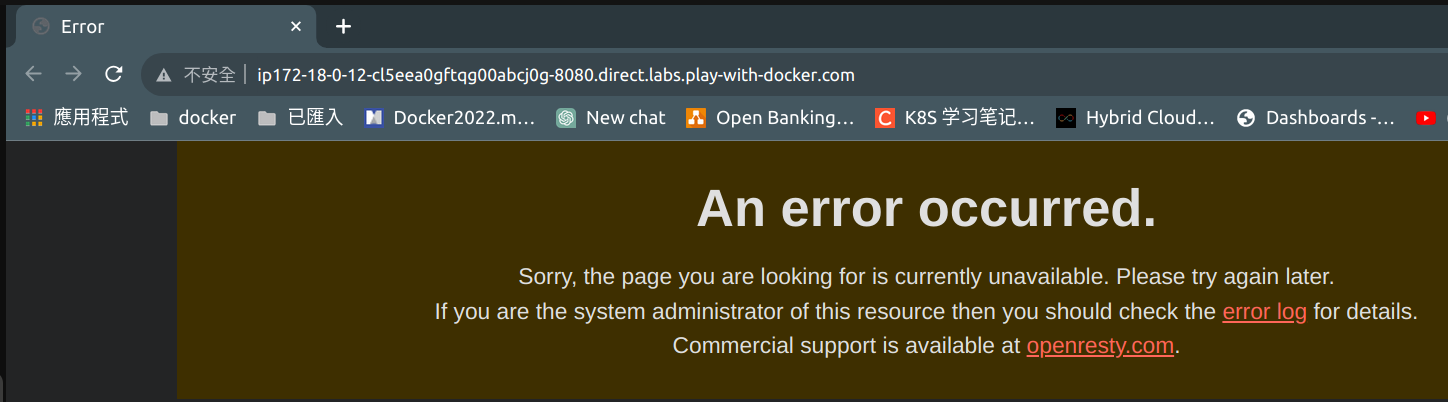 Error
不安全 ip172-18-0-12-cl5eea0gftqg00abcj0g-8080.direct.labs.play-with-docker.com
應用程式 docker 已匯入 Docker2022.m… New chat Open Banking… K8S 学习笔记… Hybrid Cloud… Dashboards -…
An error occurred.
Sorry, the page you are looking for is currently unavailable. Please try again later.
If you are the system administrator of this resource then you should check the error log for details.
Commercial support is available at openresty.com.